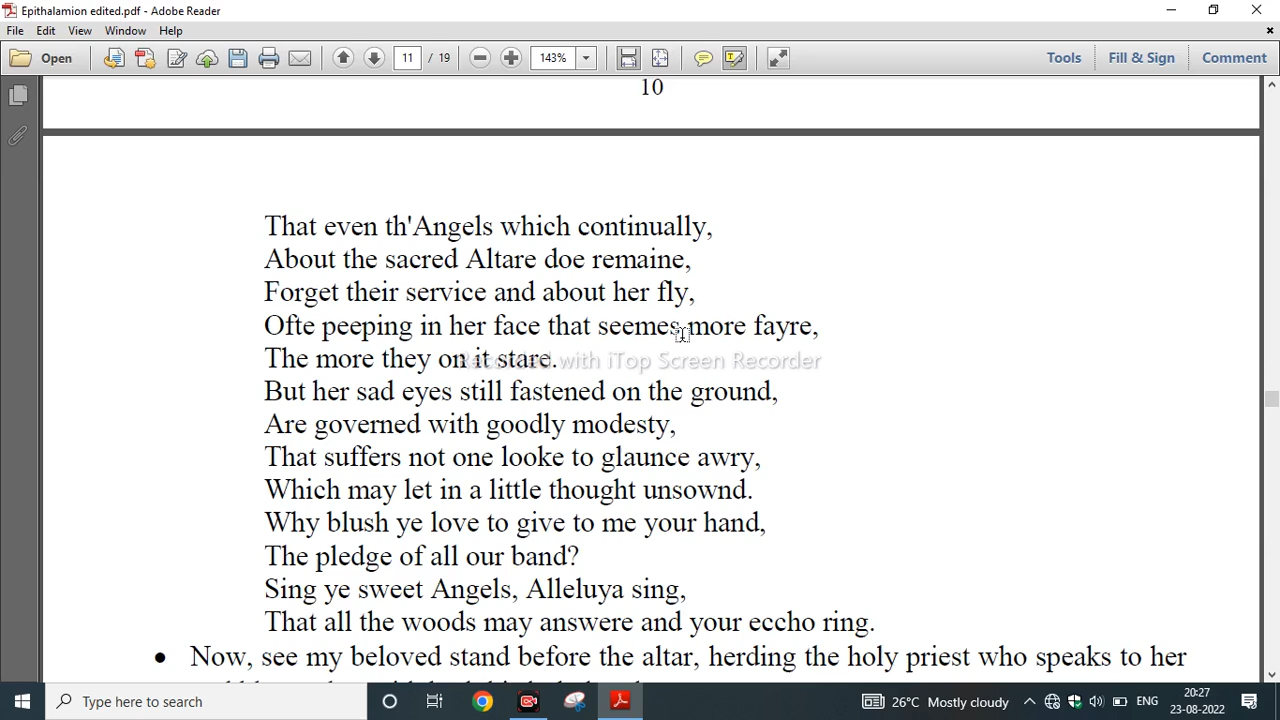 Epithalamion edited.pdf - Adobe Reader
File Edit View Window Help
Open 11 / 19 143% Tools Fill & Sign Comment
10
That even th'Angels which continually,
About the sacred Altare doe remaine,
Forget their service and about her fly,
Ofte peeping in her face that seemes more fayre,
The more they on it stare.
Recorded with iTop Screen Recorder
But her sad eyes still fastened on the ground,
Are governed with goodly modesty,
That suffers not one looke to glaunce awry,
Which may let in a little thought unsownd.
Why blush ye love to give to me your hand,
The pledge of all our band?
Sing ye sweet Angels, Alleluya sing,
That all the woods may answere and your eccho ring.
• Now, see my beloved stand before the altar, herding the holy priest who speaks to her
Type here to search 26°C Mostly cloudy ENG 20:27
23-08-2022